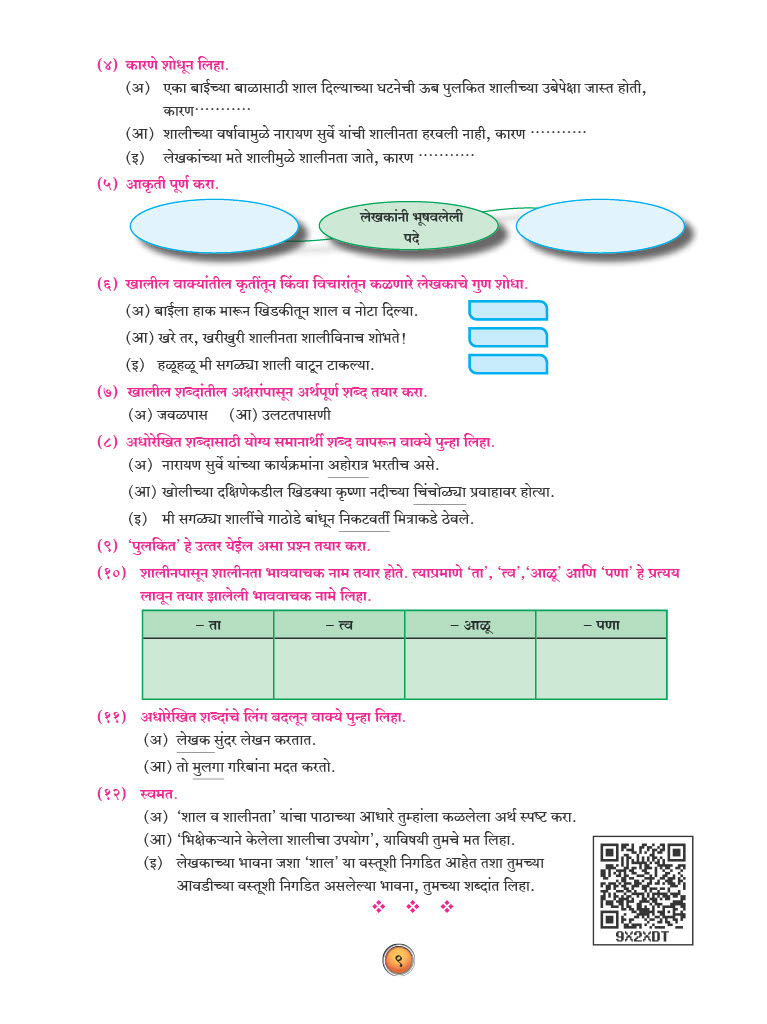 (४) कारणे शोधून लिहा.
(अ) एका बाईच्या बाळासाठी शाल दिल्याच्या घटनेची ऊब पुलकित शालीच्या उबेपेक्षा जास्त होती,
कारण···········
(आ) शालीच्या वर्षावामुळे नारायण सुर्वे यांची शालीनता हरवली नाही, कारण ···········
(इ) लेखकांच्या मते शालीमुळे शालीनता जाते, कारण ···········
(५) आकृती पूर्ण करा.
लेखकांनी भूषवलेली
पदे
(६) खालील वाक्यांतील कृतींतून किंवा विचारांतून कळणारे लेखकाचे गुण शोधा.
(अ) बाईला हाक मारून खिडकीतून शाल व नोटा दिल्या.
(आ) खरे तर, खरीखुरी शालीनता शालीविनाच शोभते!
(इ) हळूहळू मी सगळ्या शाली वाटून टाकल्या.
(७) खालील शब्दांतील अक्षरांपासून अर्थपूर्ण शब्द तयार करा.
(अ) जवळपास (आ) उलटतपासणी
(८) अधोरेखित शब्दासाठी योग्य समानार्थी शब्द वापरून वाक्ये पुन्हा लिहा.
(अ) नारायण सुर्वे यांच्या कार्यक्रमांना अहोरात्र भरतीच असे.
(आ) खोलीच्या दक्षिणेकडील खिडक्या कृष्णा नदीच्या चिंचोळ्या प्रवाहावर होत्या.
(इ) मी सगळ्या शालींचे गाठोडे बांधून निकटवर्ती मित्राकडे ठेवले.
(९) ‘पुलकित’ हे उत्तर येईल असा प्रश्न तयार करा.
(१०) शालीनपासून शालीनता भाववाचक नाम तयार होते. त्याप्रमाणे ‘ता’, ‘त्व’,‘आळू’ आणि ‘पणा’ हे प्रत्यय
लावून तयार झालेली भाववाचक नामे लिहा.
– ता – त्व – आळू – पणा
(११) अधोरेखित शब्दांचे लिंग बदलून वाक्ये पुन्हा लिहा.
(अ) लेखक सुंदर लेखन करतात.
(आ) तो मुलगा गरिबांना मदत करतो.
(१२) स्वमत.
(अ) ‘शाल व शालीनता’ यांचा पाठाच्या आधारे तुम्हांला कळलेला अर्थ स्पष्ट करा.
(आ) ‘भिक्षेकऱ्याने केलेला शालीचा उपयोग’, याविषयी तुमचे मत लिहा.
(इ) लेखकाच्या भावना जशा ‘शाल’ या वस्तूशी निगडित आहेत तशा तुमच्या
आवडीच्या वस्तूशी निगडित असलेल्या भावना, तुमच्या शब्दांत लिहा.
9X2XDT
९